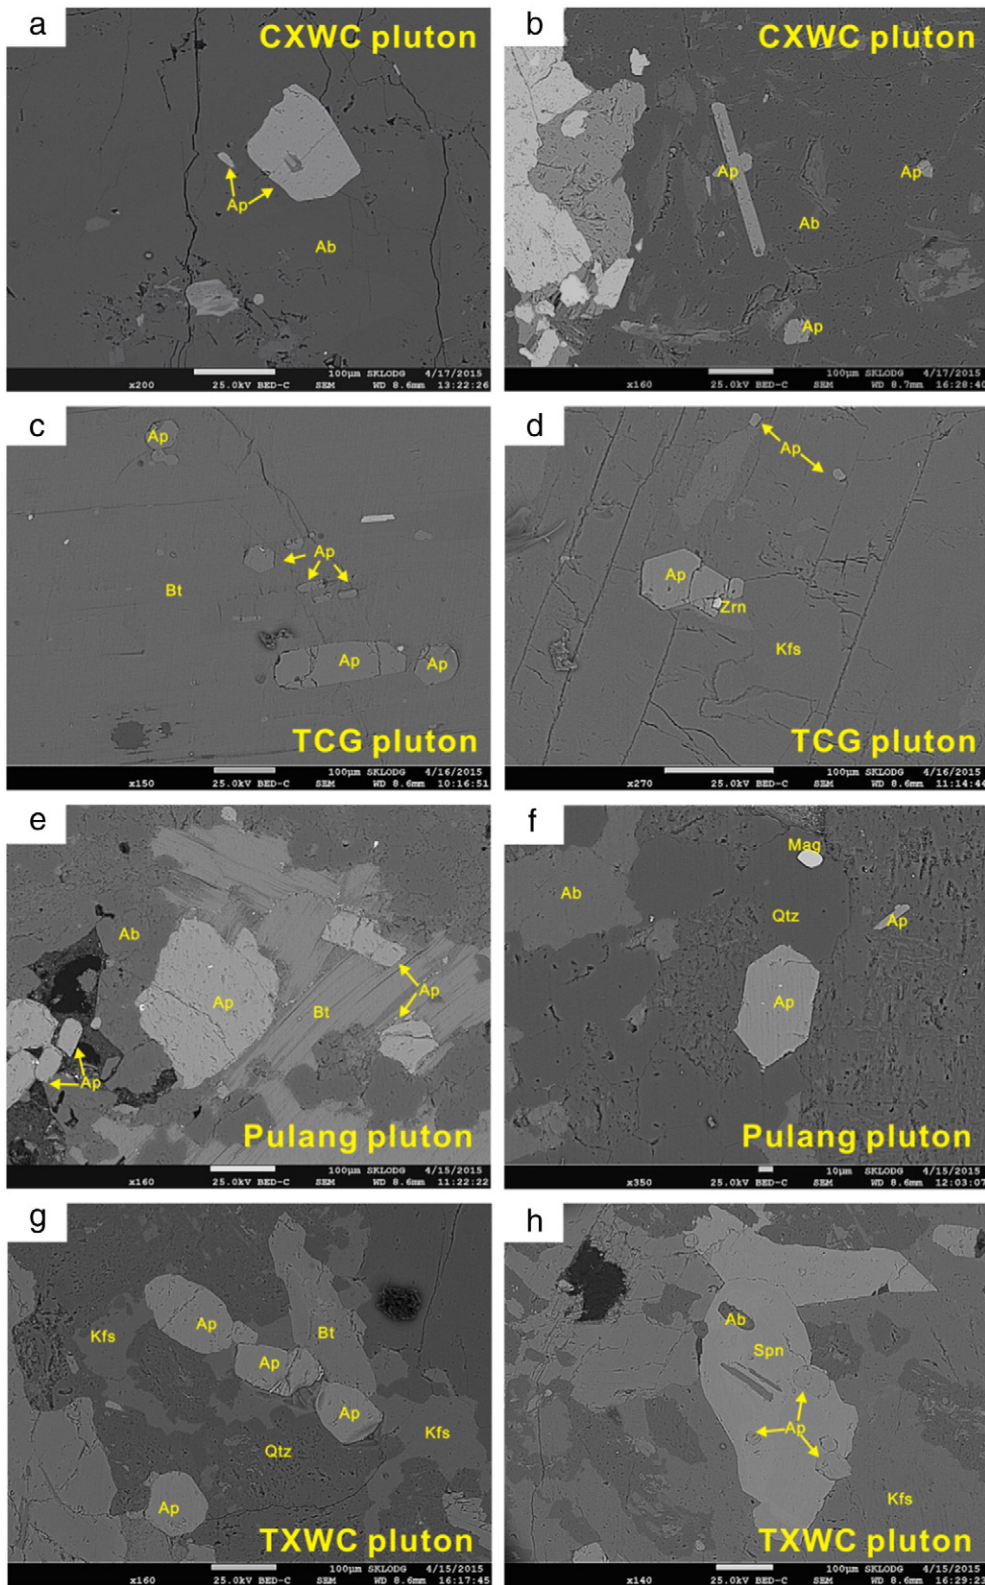 a
CXWC pluton
Ap
Ab
100µm SKLODG 4/17/2015
x200 25.0kV BED-C SEM WD 8.6mm 13:22:26
b
CXWC pluton
Ap
Ap
Ab
Ap
100µm SKLODG 4/17/2015
x160 25.0kV BED-C SEM WD 8.7mm 16:28:40
c
Ap
Ap
Bt
Ap
Ap
TCG pluton
100µm SKLODG 4/16/2015
x150 25.0kV BED-C SEM WD 8.6mm 10:16:51
d
Ap
Ap
Zrn
Kfs
TCG pluton
100µm SKLODG 4/16/2015
x270 25.0kV BED-C SEM WD 8.6mm 11:14:44
e
Ab
Ap
Ap
Bt
Ap
Pulang pluton
100µm SKLODG 4/15/2015
x160 25.0kV BED-C SEM WD 8.6mm 11:22:22
f
Mag
Ab
Qtz
Ap
Ap
Pulang pluton
10µm SKLODG 4/15/2015
x350 25.0kV BED-C SEM WD 8.6mm 12:03:07
g
Ap
Kfs
Bt
Ap
Ap
Kfs
Qtz
Ap
TXWC pluton
100µm SKLODG 4/15/2015
x160 25.0kV BED-C SEM WD 8.6mm 16:17:45
h
Ab
Spn
Ap
Kfs
TXWC pluton
100µm SKLODG 4/15/2015
x140 25.0kV BED-C SEM WD 8.6mm 16:29:23